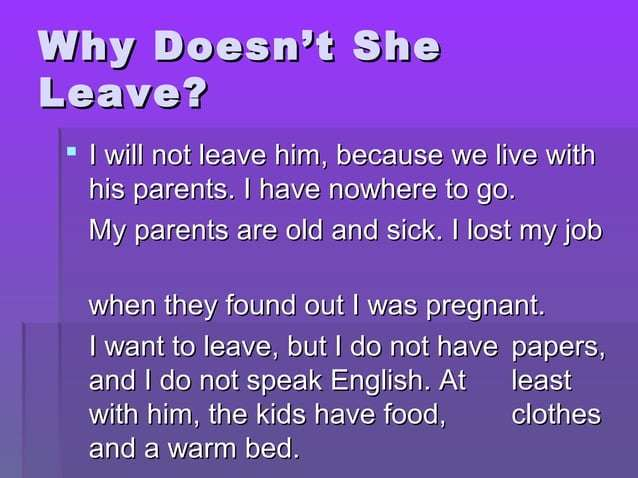 Why Doesn’t She
Leave?
I will not leave him, because we live with
his parents. I have nowhere to go.
My parents are old and sick. I lost my job
when they found out I was pregnant.
I want to leave, but I do not have papers,
and I do not speak English. At least
with him, the kids have food, clothes
and a warm bed.